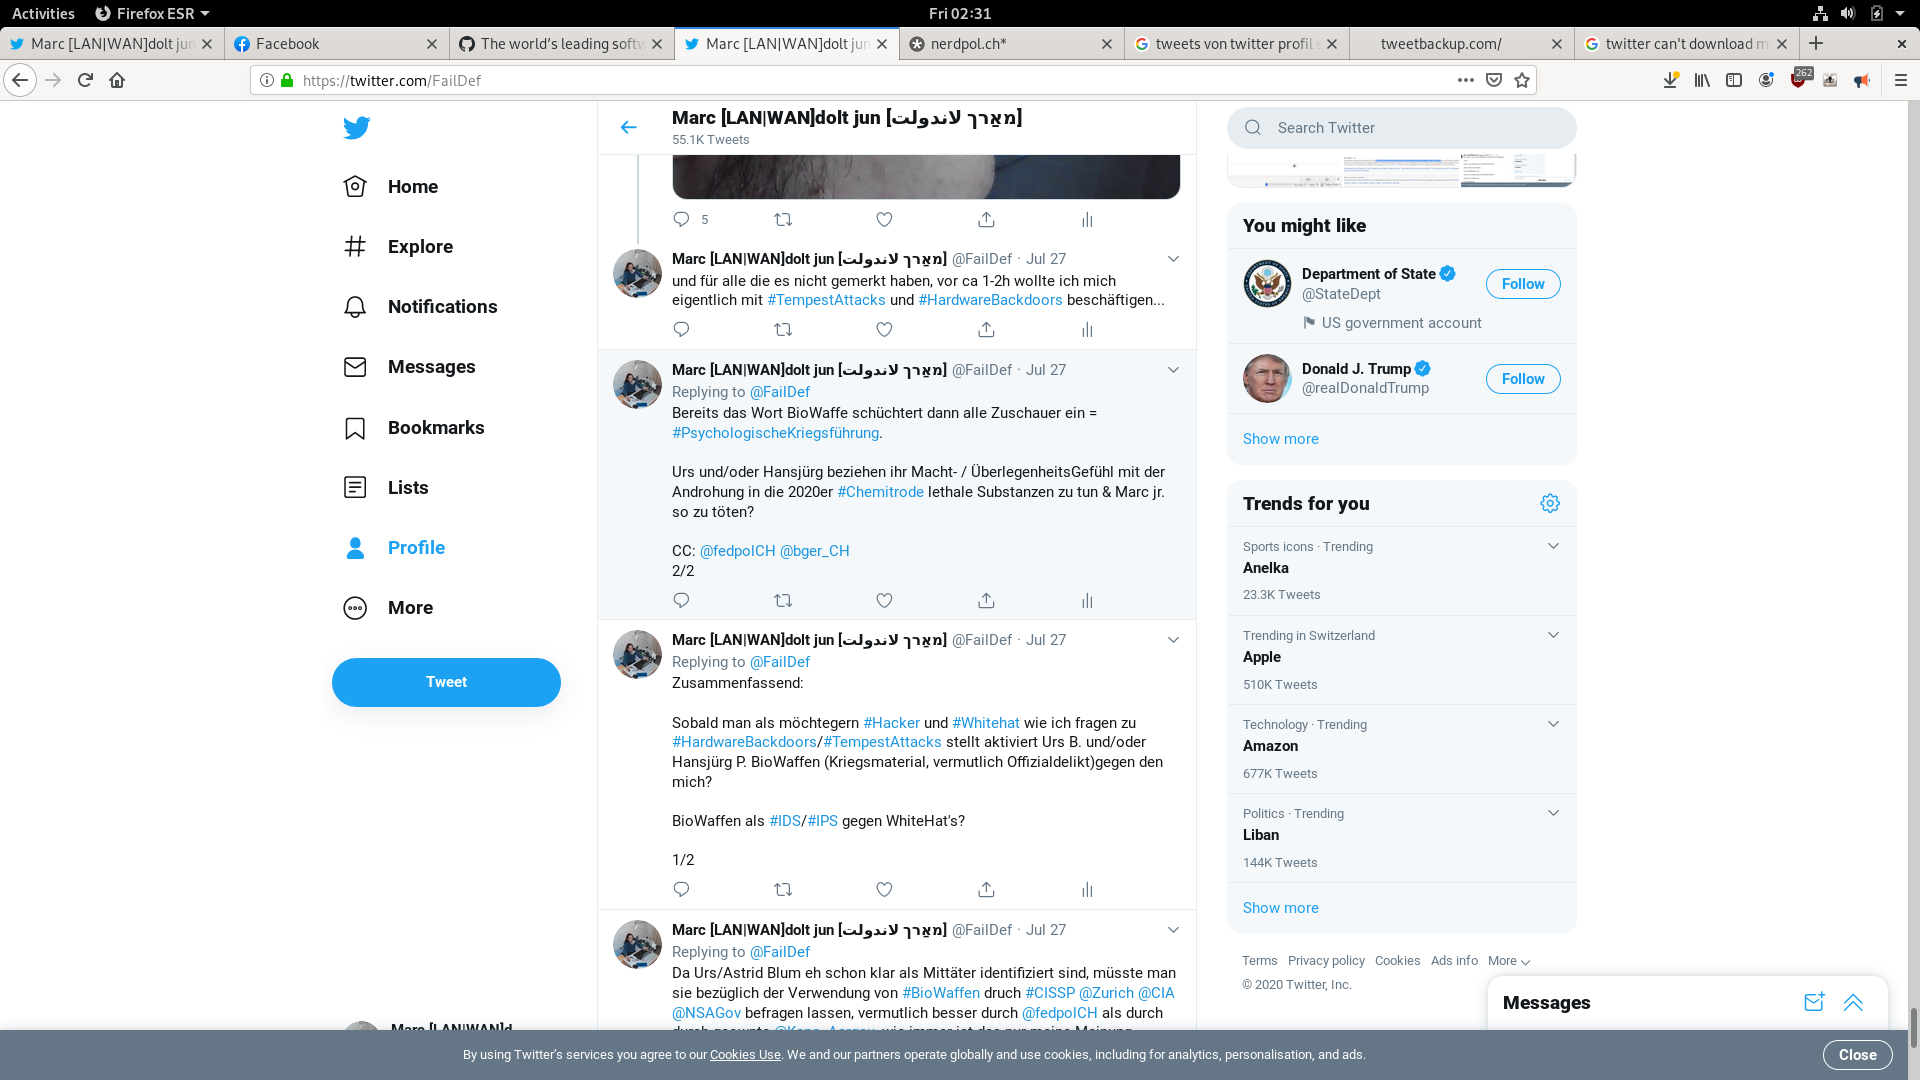 Activities Firefox ESR Fri 02:31
Marc [LAN|WAN]dolt jun Facebook The world's leading softw Marc [LAN|WAN]dolt jun nerdpol.ch* tweets von twitter profil s tweetbackup.com/ twitter can't download m
https://twitter.com/FailDef 262
Home
Explore
Notifications
Messages
Bookmarks
Lists
Profile
More
Tweet
Marc [LAN|WAN]d
Marc [LAN|WAN]dolt jun [מאַרך לאנדולת]
55.1K Tweets
5
Marc [LAN|WAN]dolt jun [מאַרך לאנדולת] @FailDef · Jul 27
und für alle die es nicht gemerkt haben, vor ca 1-2h wollte ich mich
eigentlich mit #TempestAttacks und #HardwareBackdoors beschäftigen...
Marc [LAN|WAN]dolt jun [מאַרך לאנדולת] @FailDef · Jul 27
Replying to @FailDef
Bereits das Wort BioWaffe schüchtert dann alle Zuschauer ein =
#PsychologischeKriegsführung.
Urs und/oder Hansjürg beziehen ihr Macht- / ÜberlegenheitsGefühl mit der
Androhung in die 2020er #Chemitrode lethale Substanzen zu tun & Marc jr.
so zu töten?
CC: @fedpolCH @bger_CH
2/2
Marc [LAN|WAN]dolt jun [מאַרך לאנדולת] @FailDef · Jul 27
Replying to @FailDef
Zusammenfassend:
Sobald man als möchtegern #Hacker und #Whitehat wie ich fragen zu
#HardwareBackdoors/#TempestAttacks stellt aktiviert Urs B. und/oder
Hansjürg P. BioWaffen (Kriegsmaterial, vermutlich Offizialdelikt)gegen den
mich?
BioWaffen als #IDS/#IPS gegen WhiteHat's?
1/2
Marc [LAN|WAN]dolt jun [מאַרך לאנדולת] @FailDef · Jul 27
Replying to @FailDef
Da Urs/Astrid Blum eh schon klar als Mittäter identifiziert sind, müsste man
sie bezüglich der Verwendung von #BioWaffen druch #CISSP @Zurich @CIA
@NSAGov befragen lassen, vermutlich besser durch @fedpolCH als durch
Search Twitter
You might like
Department of State
@StateDept
US government account
Follow
Donald J. Trump
@realDonaldTrump
Follow
Show more
Trends for you
Sports icons · Trending
Anelka
23.3K Tweets
Trending in Switzerland
Apple
510K Tweets
Technology · Trending
Amazon
677K Tweets
Politics · Trending
Liban
144K Tweets
Show more
Terms Privacy policy Cookies Ads info More
© 2020 Twitter, Inc.
Messages
By using Twitter's services you agree to our Cookies Use. We and our partners operate globally and use cookies, including for analytics, personalisation, and ads.
Close